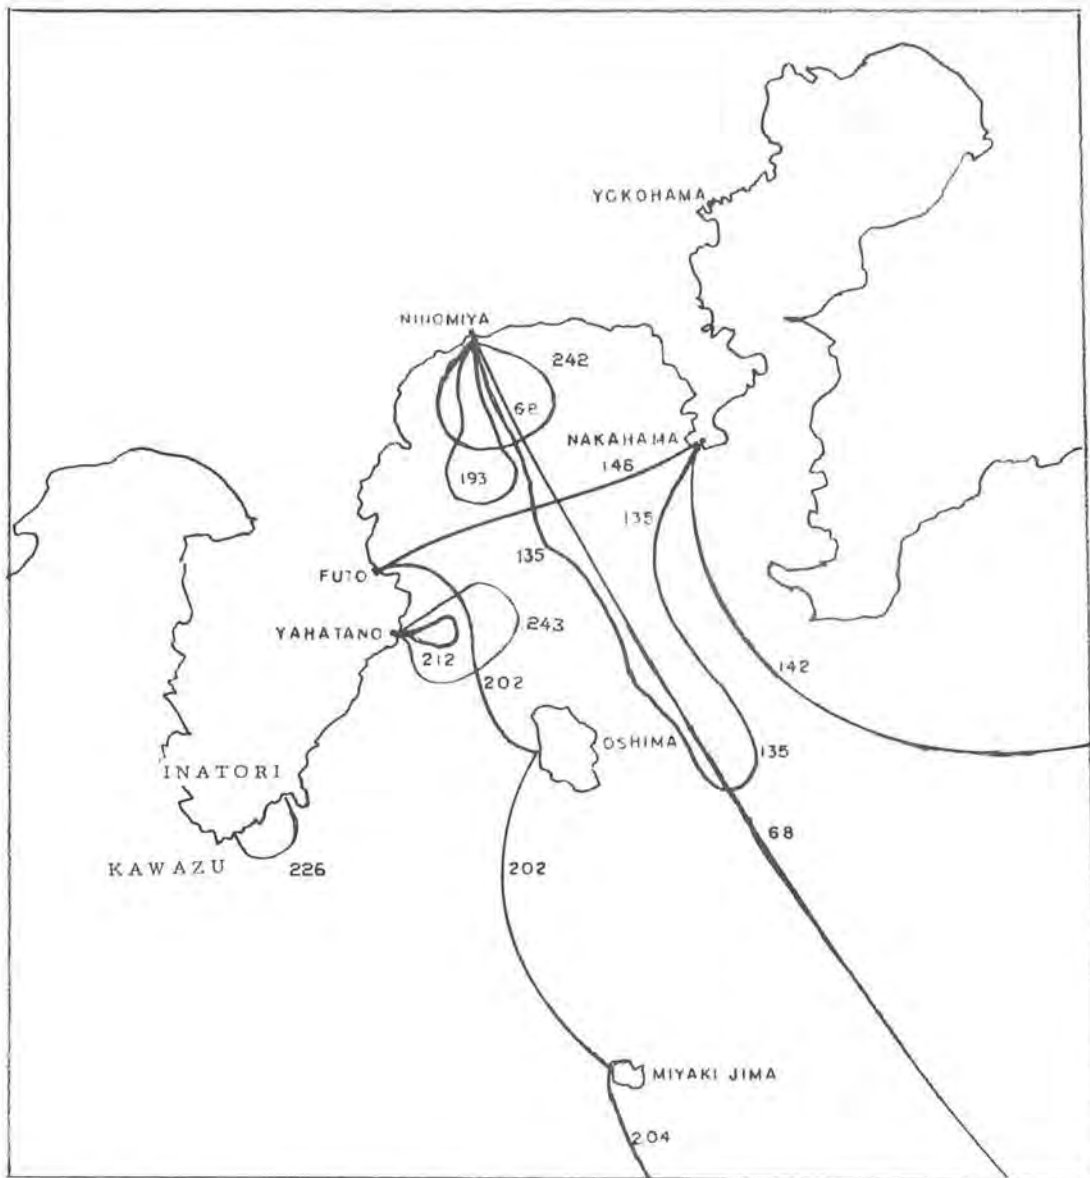 YOKOHAMA
NINOMIYA
242
68
NAKAHAMA
146
193
135
135
FUTO
243
YAHATANO
212
142
202
OSHIMA
135
INATORI
68
KAWAZU
226
202
MIYAKI JIMA
204